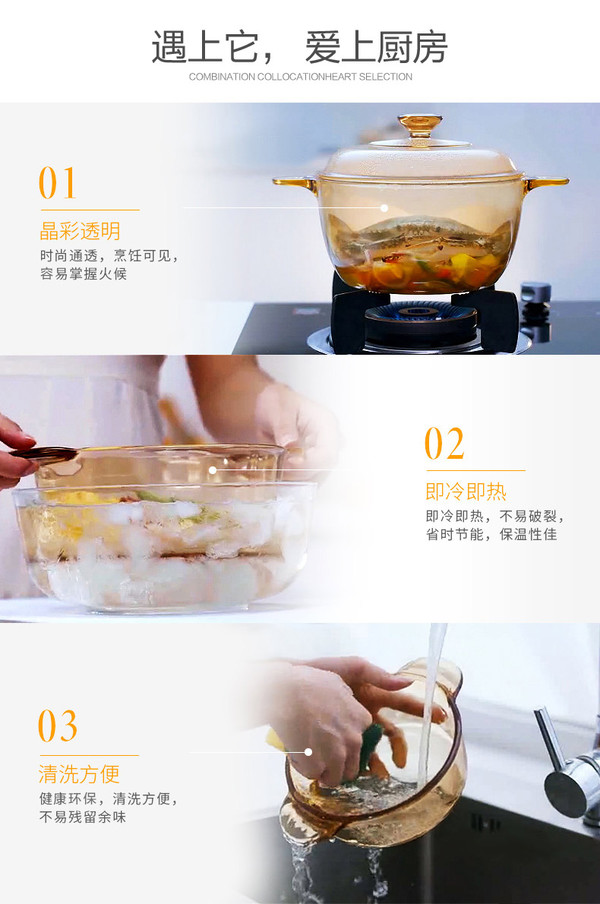 遇上它，爱上厨房
COMBINATION COLLOCATIONHEART SELECTION
01
晶彩透明
时尚通透，烹饪可见，
容易掌握火候
02
即冷即热
即冷即热，不易破裂，
省时节能，保温性佳
03
清洗方便
健康环保，清洗方便，
不易残留余味